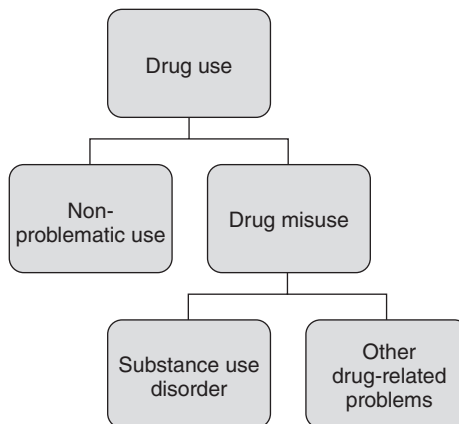 Drug use
Non-
problematic use
Drug misuse
Substance use
disorder
Other
drug-related
problems